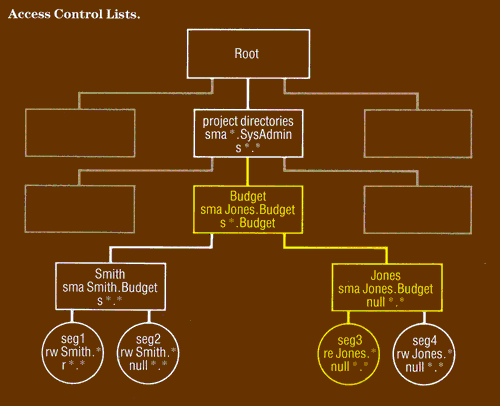 Access Control Lists.
Root
project directories
sma *.SysAdmin
s *.*
Budget
sma Jones.Budget
s *.Budget
Smith
sma Smith.Budget
s *.*
Jones
sma Jones.Budget
null *.*
seg1
rw Smith.*
r *.*
seg2
rw Smith.*
null *.*
seg3
re Jones.*
null *.*
seg4
rw Jones.*
null *.*